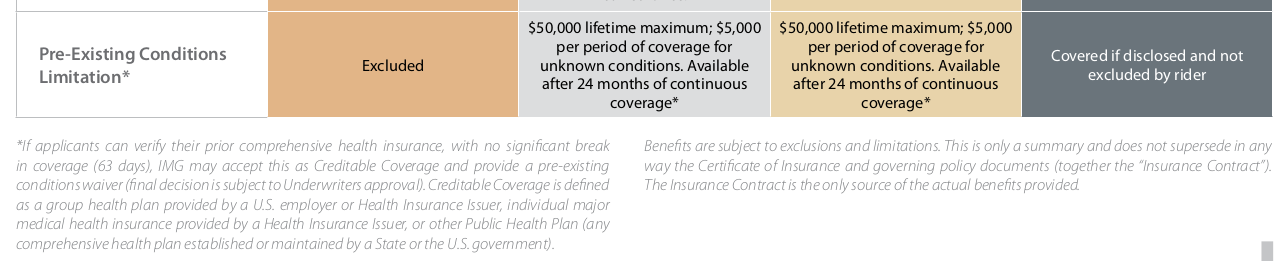 Pre-Existing Conditions
Limitation*
Excluded
$50,000 lifetime maximum; $5,000
per period of coverage for
unknown conditions. Available
after 24 months of continuous
coverage*
$50,000 lifetime maximum; $5,000
per period of coverage for
unknown conditions. Available
after 24 months of continuous
coverage*
Covered if disclosed and not
excluded by rider
*If applicants can verify their prior comprehensive health insurance, with no significant break
in coverage (63 days), IMG may accept this as Creditable Coverage and provide a pre-existing
conditions waiver (final decision is subject to Underwriters approval). Creditable Coverage is defined
as a group health plan provided by a U.S. employer or Health Insurance Issuer, individual major
medical health insurance provided by a Health Insurance Issuer, or other Public Health Plan (any
comprehensive health plan established or maintained by a State or the U.S. government).
Benefits are subject to exclusions and limitations. This is only a summary and does not supersede in any
way the Certificate of Insurance and governing policy documents (together the “Insurance Contract”).
The Insurance Contract is the only source of the actual benefits provided.